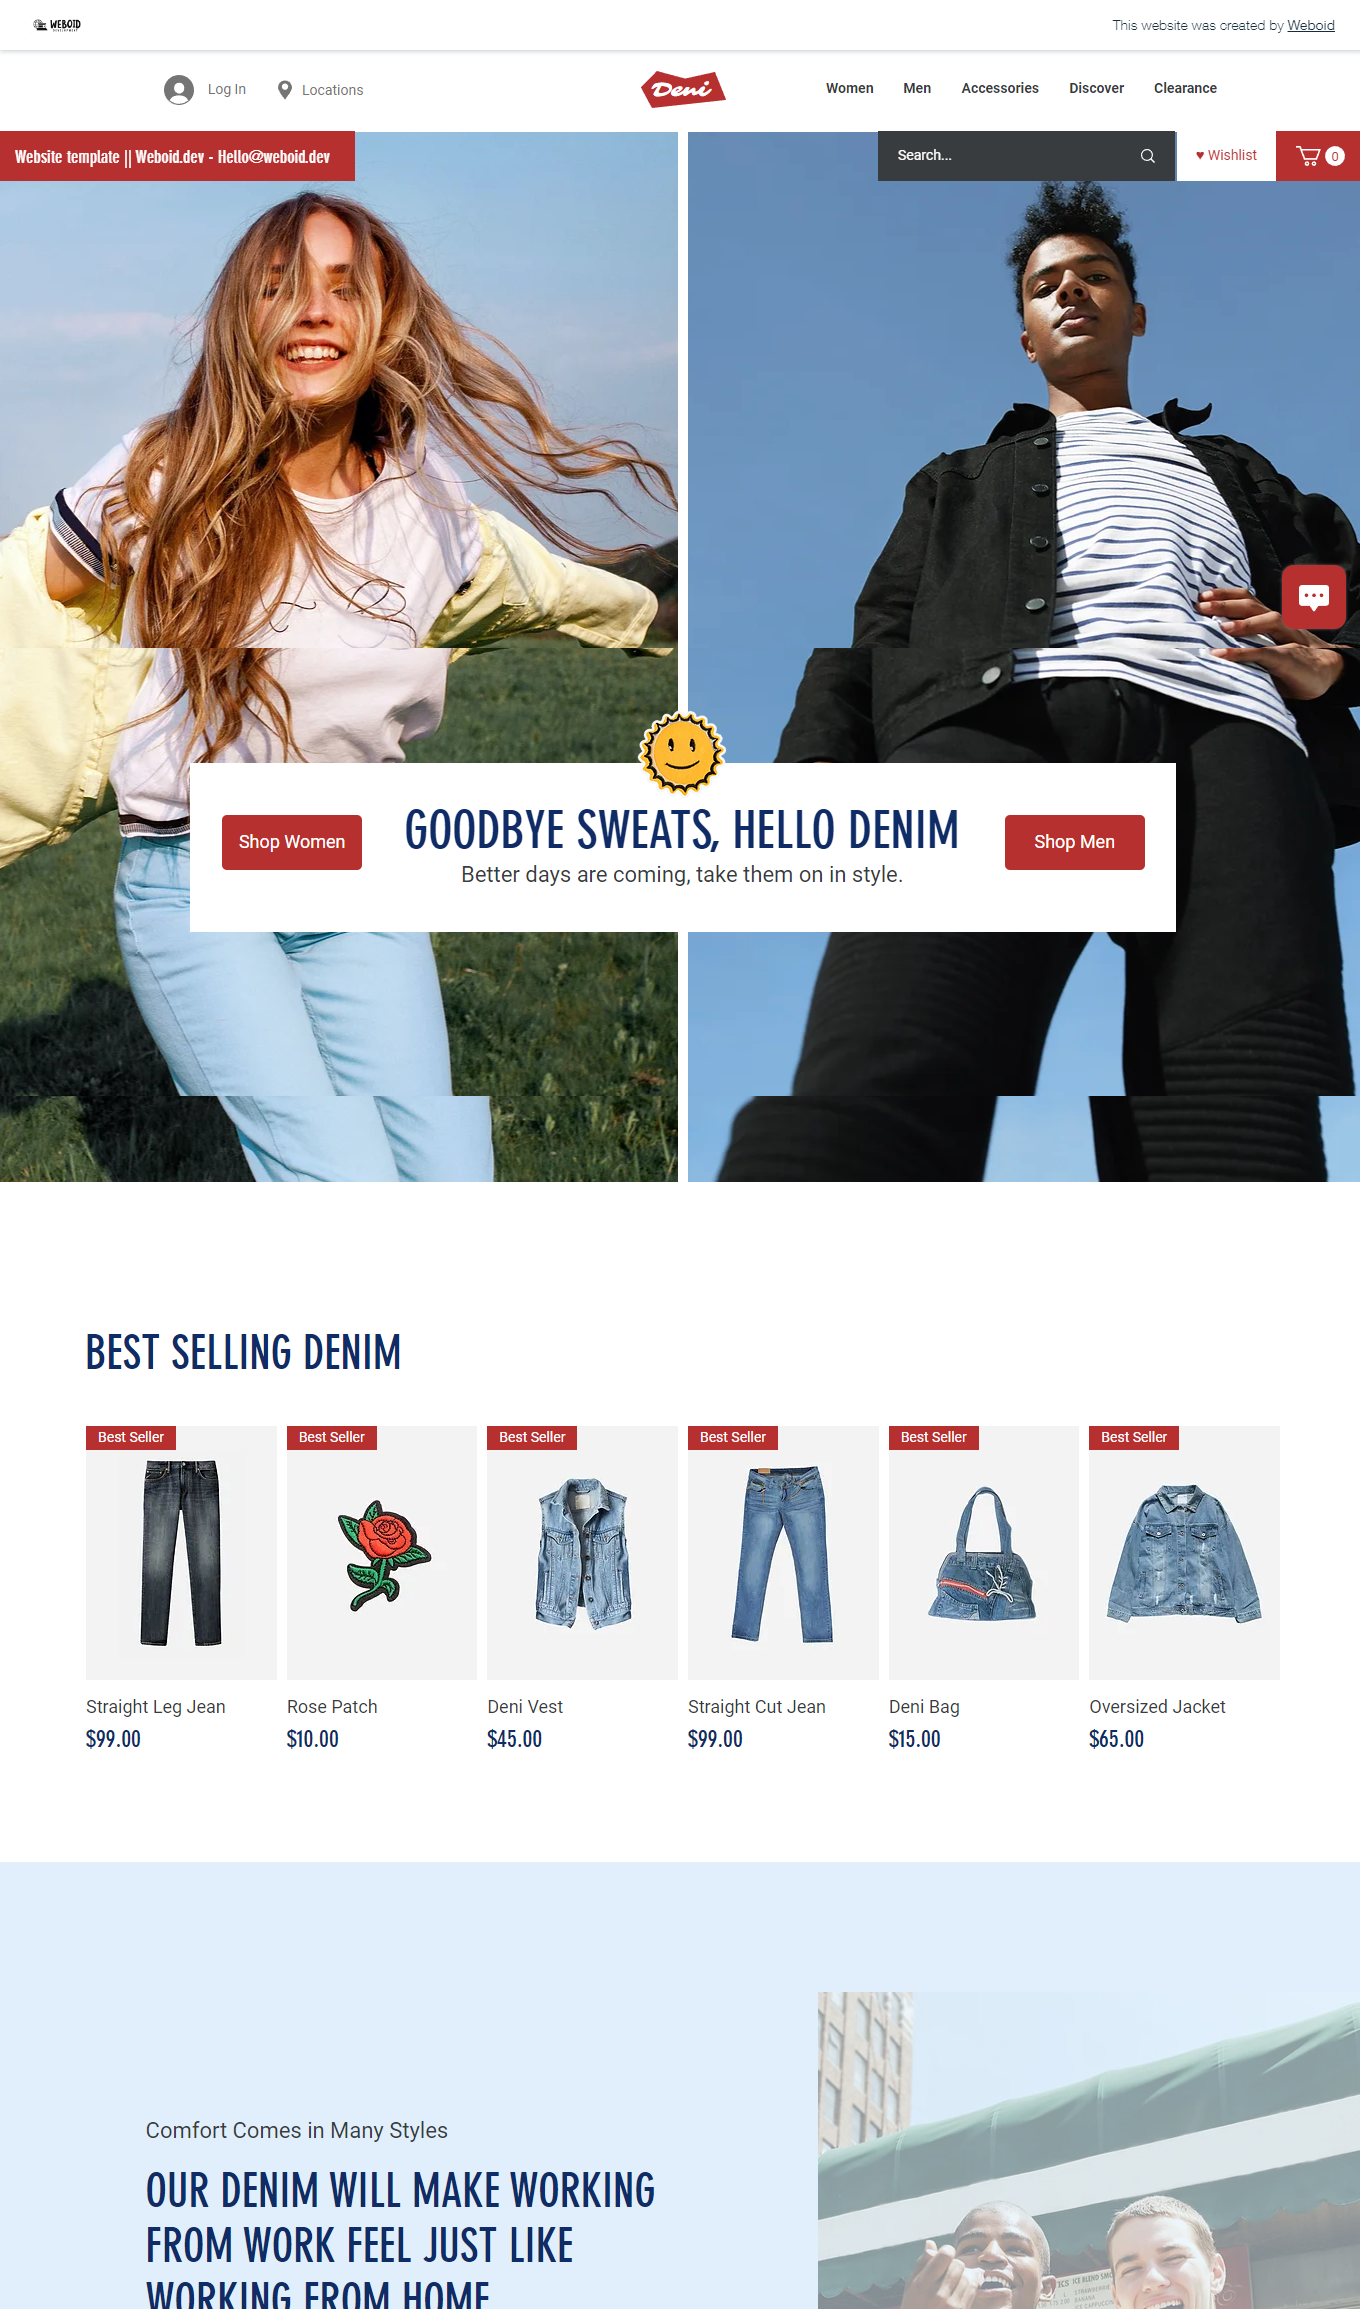 WEBOID
DEVELOPMENT
This website was created by Weboid
Log In
Locations
Deni
Women
Men
Accessories
Discover
Clearance
Website template || Weboid.dev - Hello@weboid.dev
Search...
♥ Wishlist
0
Shop Women
GOODBYE SWEATS, HELLO DENIM
Better days are coming, take them on in style.
Shop Men
BEST SELLING DENIM
Best Seller
Best Seller
Best Seller
Best Seller
Best Seller
Best Seller
Straight Leg Jean
$99.00
Rose Patch
$10.00
Deni Vest
$45.00
Straight Cut Jean
$99.00
Deni Bag
$15.00
Oversized Jacket
$65.00
Comfort Comes in Many Styles
OUR DENIM WILL MAKE WORKING
FROM WORK FEEL JUST LIKE
WORKING FROM HOME